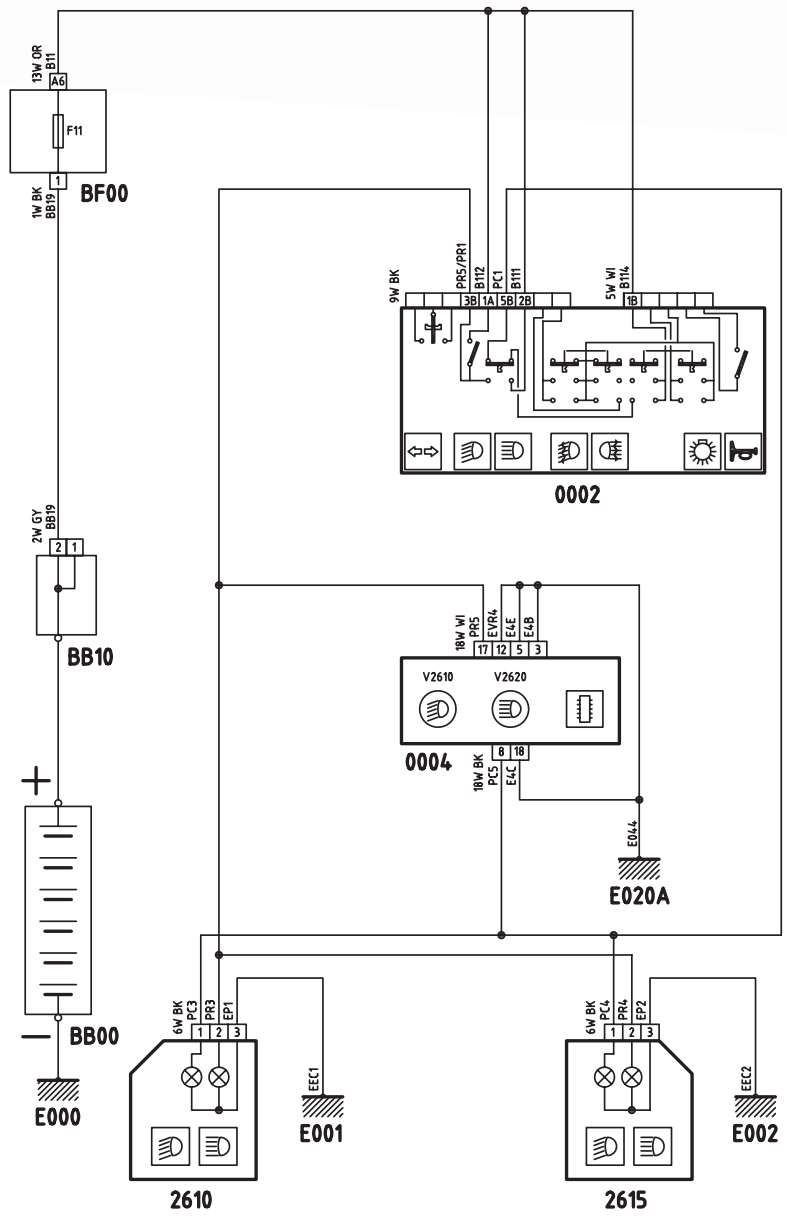 13W OR
B11
A6
F11
1
BF00
1W BK
BB19
9W BK
PR5/PR1
B112
PC1
B111
5W WI
B114
3B 1A 5B 2B
1B
0002
2W GY
BB19
2 1
BB10
18W WI
PR5
EVR4
E4E
E4B
17 12 5 3
V2610 V2620
0004
8 18
18W BK
PC5
E4C
+
E044
E020A
−
BB00
E000
6W BK
PC3
PR3
EP1
1 2 3
EEC1
E001
2610
6W BK
PC4
PR4
EP2
1 2 3
EEC2
E002
2615